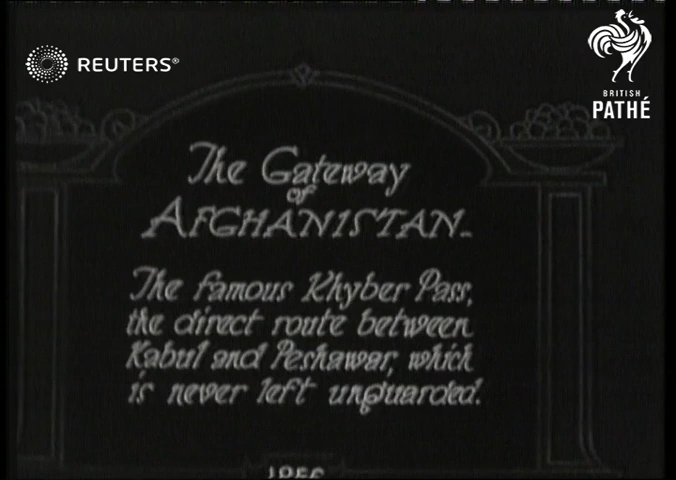 REUTERS®
BRITISH
PATHÉ
The Gateway
of
AFGHANISTAN.
The famous Khyber Pass,
the direct route between
Kabul and Peshawar, which
is never left unguarded.